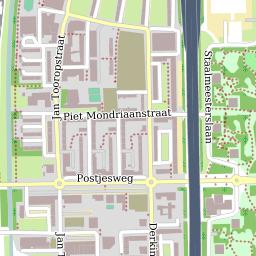 Jan Tooropstraat
Staalmeesterslaan
Piet Mondriaanstraat
Postjesweg
Derkin
Jan